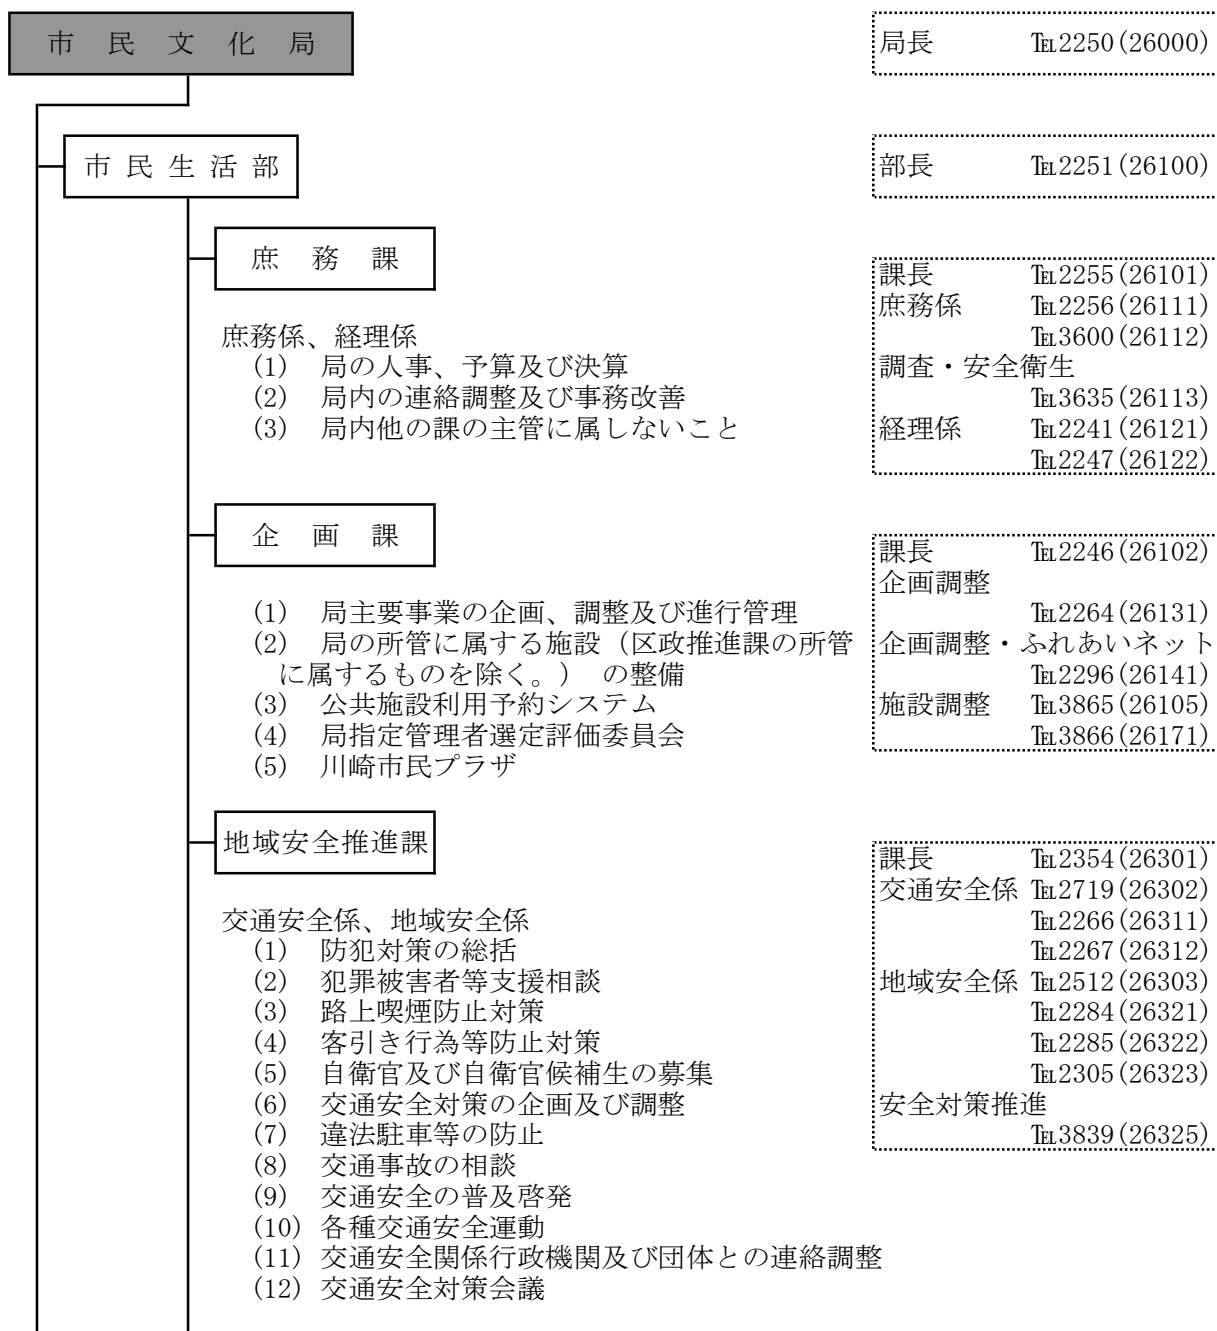 市民文化局
局長 ℡2250(26000)
市民生活部
部長 ℡2251(26100)
庶務課
庶務係、経理係
(1) 局の人事、予算及び決算
(2) 局内の連絡調整及び事務改善
(3) 局内他の課の主管に属しないこと
課長 ℡2255(26101)
庶務係 ℡2256(26111)
℡3600(26112)
調査・安全衛生
℡3635(26113)
経理係 ℡2241(26121)
℡2247(26122)
企画課
(1) 局主要事業の企画、調整及び進行管理
(2) 局の所管に属する施設(区政推進課の所管
に属するものを除く。) の整備
(3) 公共施設利用予約システム
(4) 局指定管理者選定評価委員会
(5) 川崎市民プラザ
課長 ℡2246(26102)
企画調整
℡2264(26131)
企画調整・ふれあいネット
℡2296(26141)
施設調整 ℡3865(26105)
℡3866(26171)
地域安全推進課
交通安全係、地域安全係
(1) 防犯対策の総括
(2) 犯罪被害者等支援相談
(3) 路上喫煙防止対策
(4) 客引き行為等防止対策
(5) 自衛官及び自衛官候補生の募集
(6) 交通安全対策の企画及び調整
(7) 違法駐車等の防止
(8) 交通事故の相談
(9) 交通安全の普及啓発
(10) 各種交通安全運動
(11) 交通安全関係行政機関及び団体との連絡調整
(12) 交通安全対策会議
課長 ℡2354(26301)
交通安全係 ℡2719(26302)
℡2266(26311)
℡2267(26312)
地域安全係 ℡2512(26303)
℡2284(26321)
℡2285(26322)
℡2305(26323)
安全対策推進
℡3839(26325)